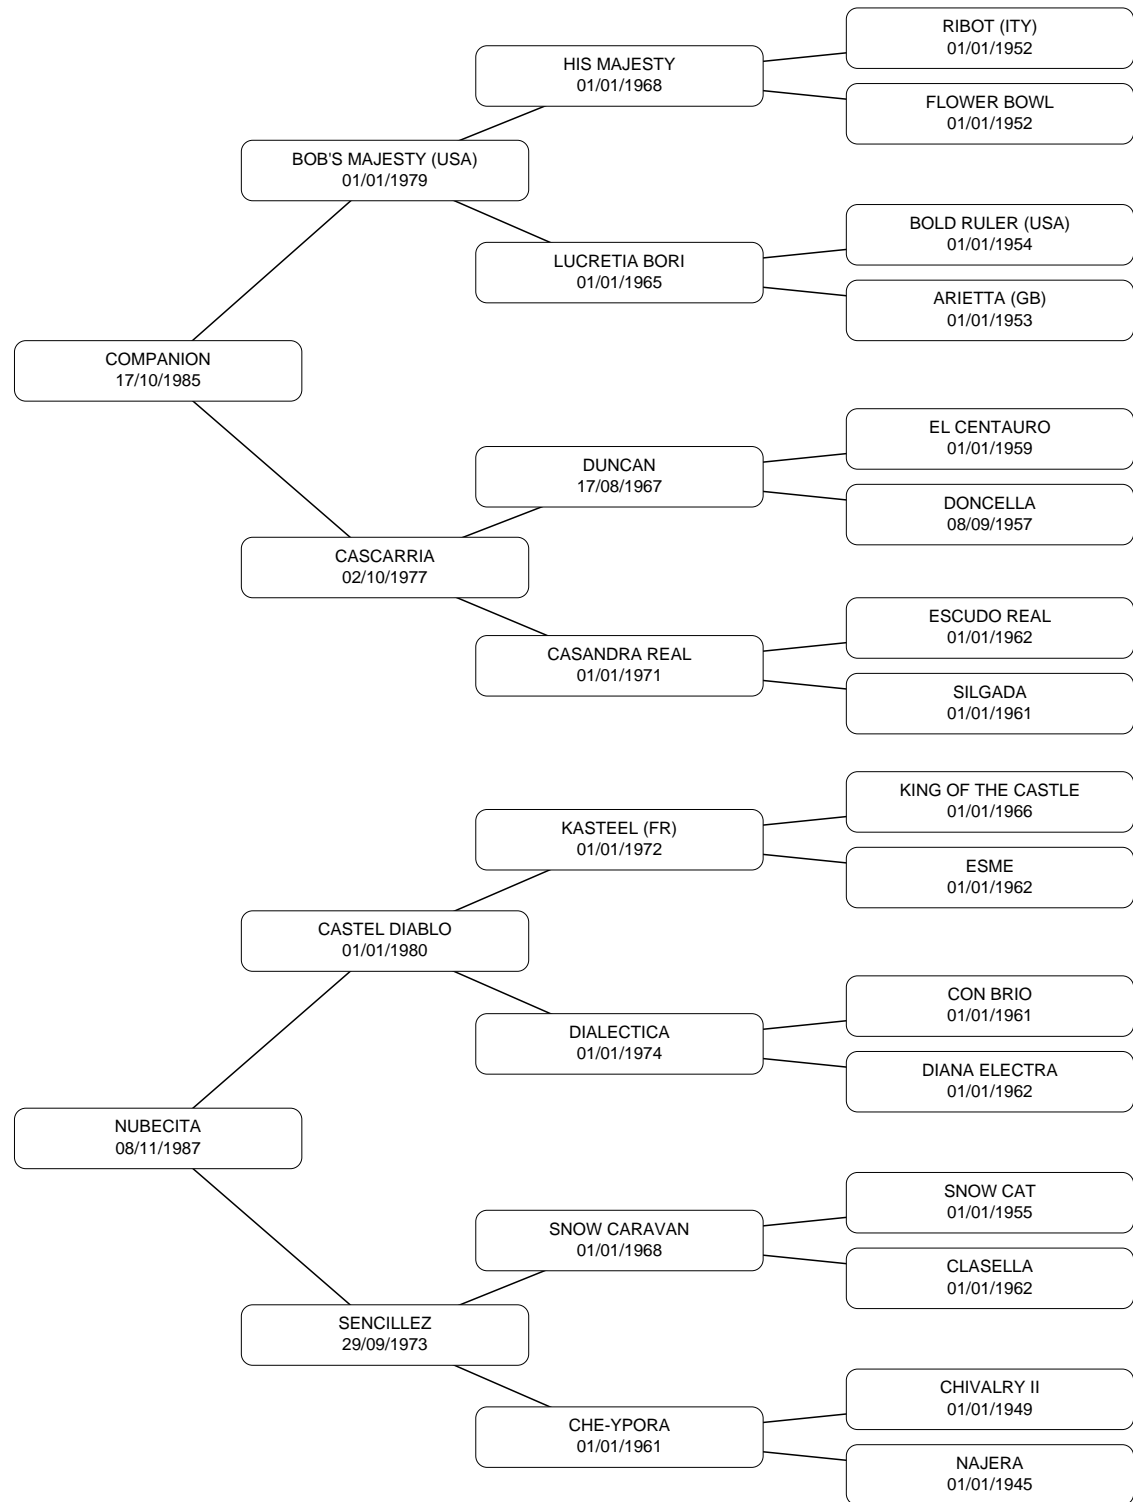 RIBOT (ITY)
01/01/1952
HIS MAJESTY
01/01/1968
FLOWER BOWL
01/01/1952
BOB'S MAJESTY (USA)
01/01/1979
BOLD RULER (USA)
01/01/1954
LUCRETIA BORI
01/01/1965
ARIETTA (GB)
01/01/1953
COMPANION
17/10/1985
EL CENTAURO
01/01/1959
DUNCAN
17/08/1967
DONCELLA
08/09/1957
CASCARRIA
02/10/1977
ESCUDO REAL
01/01/1962
CASANDRA REAL
01/01/1971
SILGADA
01/01/1961
KING OF THE CASTLE
01/01/1966
KASTEEL (FR)
01/01/1972
ESME
01/01/1962
CASTEL DIABLO
01/01/1980
CON BRIO
01/01/1961
DIALECTICA
01/01/1974
DIANA ELECTRA
01/01/1962
NUBECITA
08/11/1987
SNOW CAT
01/01/1955
SNOW CARAVAN
01/01/1968
CLASELLA
01/01/1962
SENCILLEZ
29/09/1973
CHIVALRY II
01/01/1949
CHE-YPORA
01/01/1961
NAJERA
01/01/1945